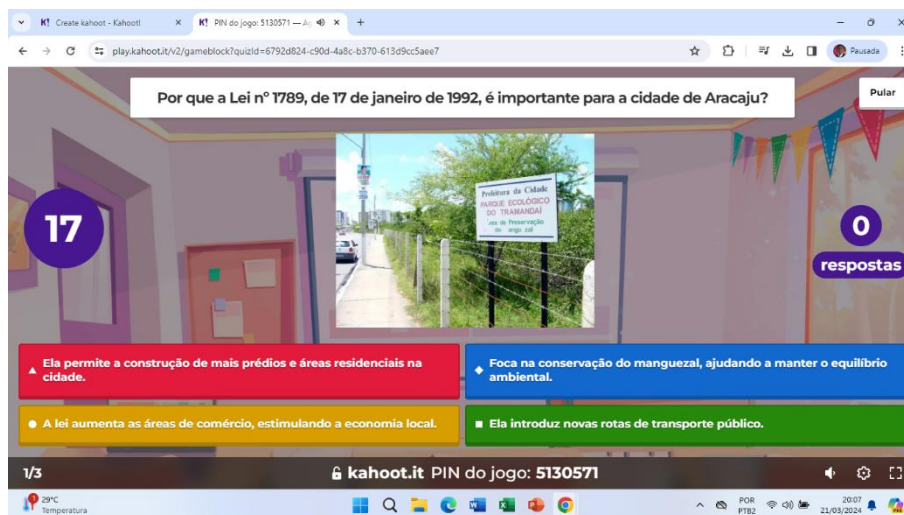 Create kahoot - Kahoot!
PIN do jogo: 5130571 — Ag
play.kahoot.it/v2/gameblock?quizId=6792d824-c90d-4a8c-b370-613d9cc5aee7
Pausada
Por que a Lei nº 1789, de 17 de janeiro de 1992, é importante para a cidade de Aracaju?
Pular
Prefeitura da Cidade
PARQUE ECOLÓGICO
DO TRAMANDAÍ
de Preservação
17
0
respostas
Ela permite a construção de mais prédios e áreas residenciais na
cidade.
Foca na conservação do manguezal, ajudando a manter o equilíbrio
ambiental.
A lei aumenta as áreas de comércio, estimulando a economia local.
Ela introduz novas rotas de transporte público.
1/3
kahoot.it PIN do jogo: 5130571
1
29°C
Temperatura
POR
PTB2
20:07
21/03/2024